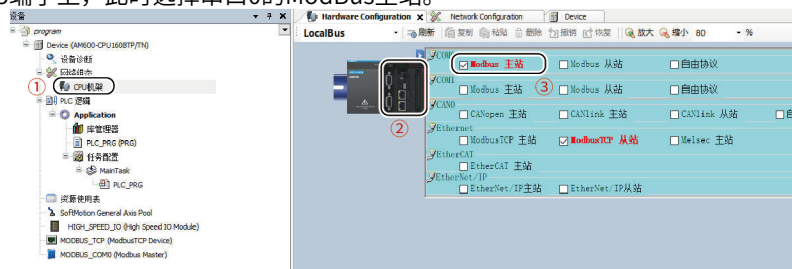 端子上，此时选择串口0的ModBus主站。
设备
program
Device (AM600-CPU1608TP/TN)
设备诊断
网络组态
① CPU机架
PLC 逻辑
Application
库管理器
PLC_PRG (PRG)
任务配置
MainTask
PLC_PRG
资源使用表
SoftMotion General Axis Pool
HIGH_SPEED_IO (High Speed IO Module)
MODBUS_TCP (ModbusTCP Device)
MODBUS_COM0 (Modbus Master)
Hardware Configuration Network Configuration Device
LocalBus 刷新 复制 粘贴 删除 撤销 恢复 放大 缩小 80 %
②
COM0
Modbus 主站 Modbus 从站 自由协议
③
COM1
Modbus 主站 Modbus 从站 自由协议
CAN0
CANopen 主站 CANlink 主站 CANlink 从站 自
Ethernet
ModbusTCP 主站 ModbusTCP 从站 Melsec 主站
EtherCAT
EtherCAT 主站
EtherNet/IP
EtherNet/IP主站 EtherNet/IP从站